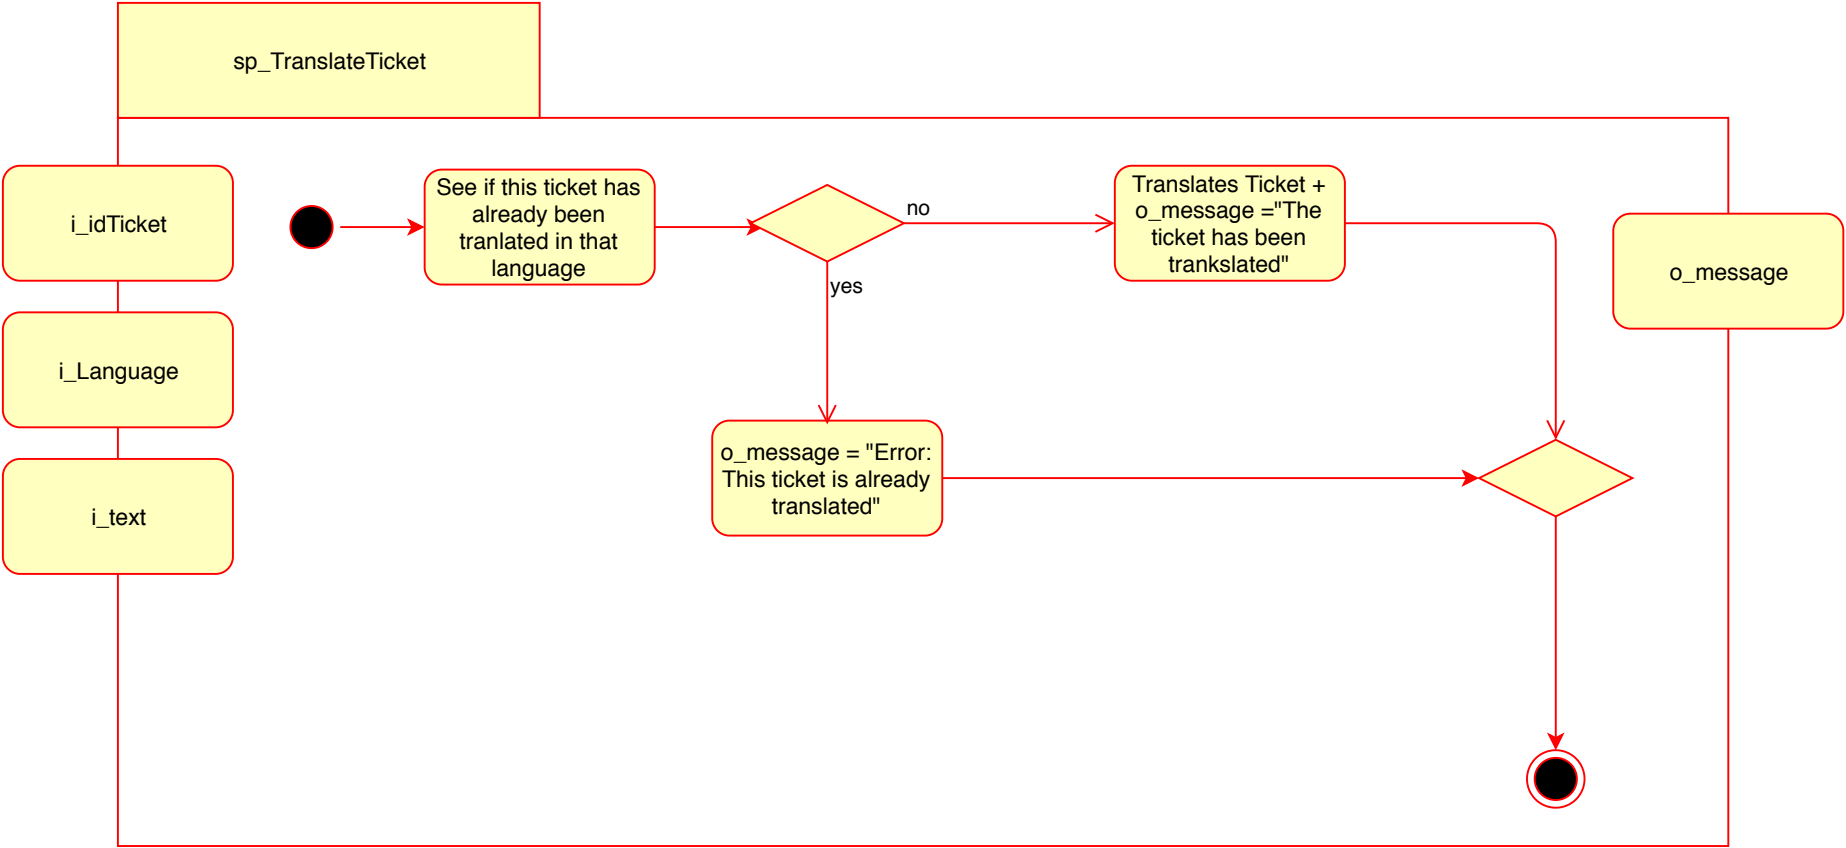 sp_TranslateTicket
i_idTicket
i_Language
i_text
See if this ticket has
already been
tranlated in that
language
no
yes
Translates Ticket +
o_message ="The
ticket has been
trankslated"
o_message = "Error:
This ticket is already
translated"
o_message